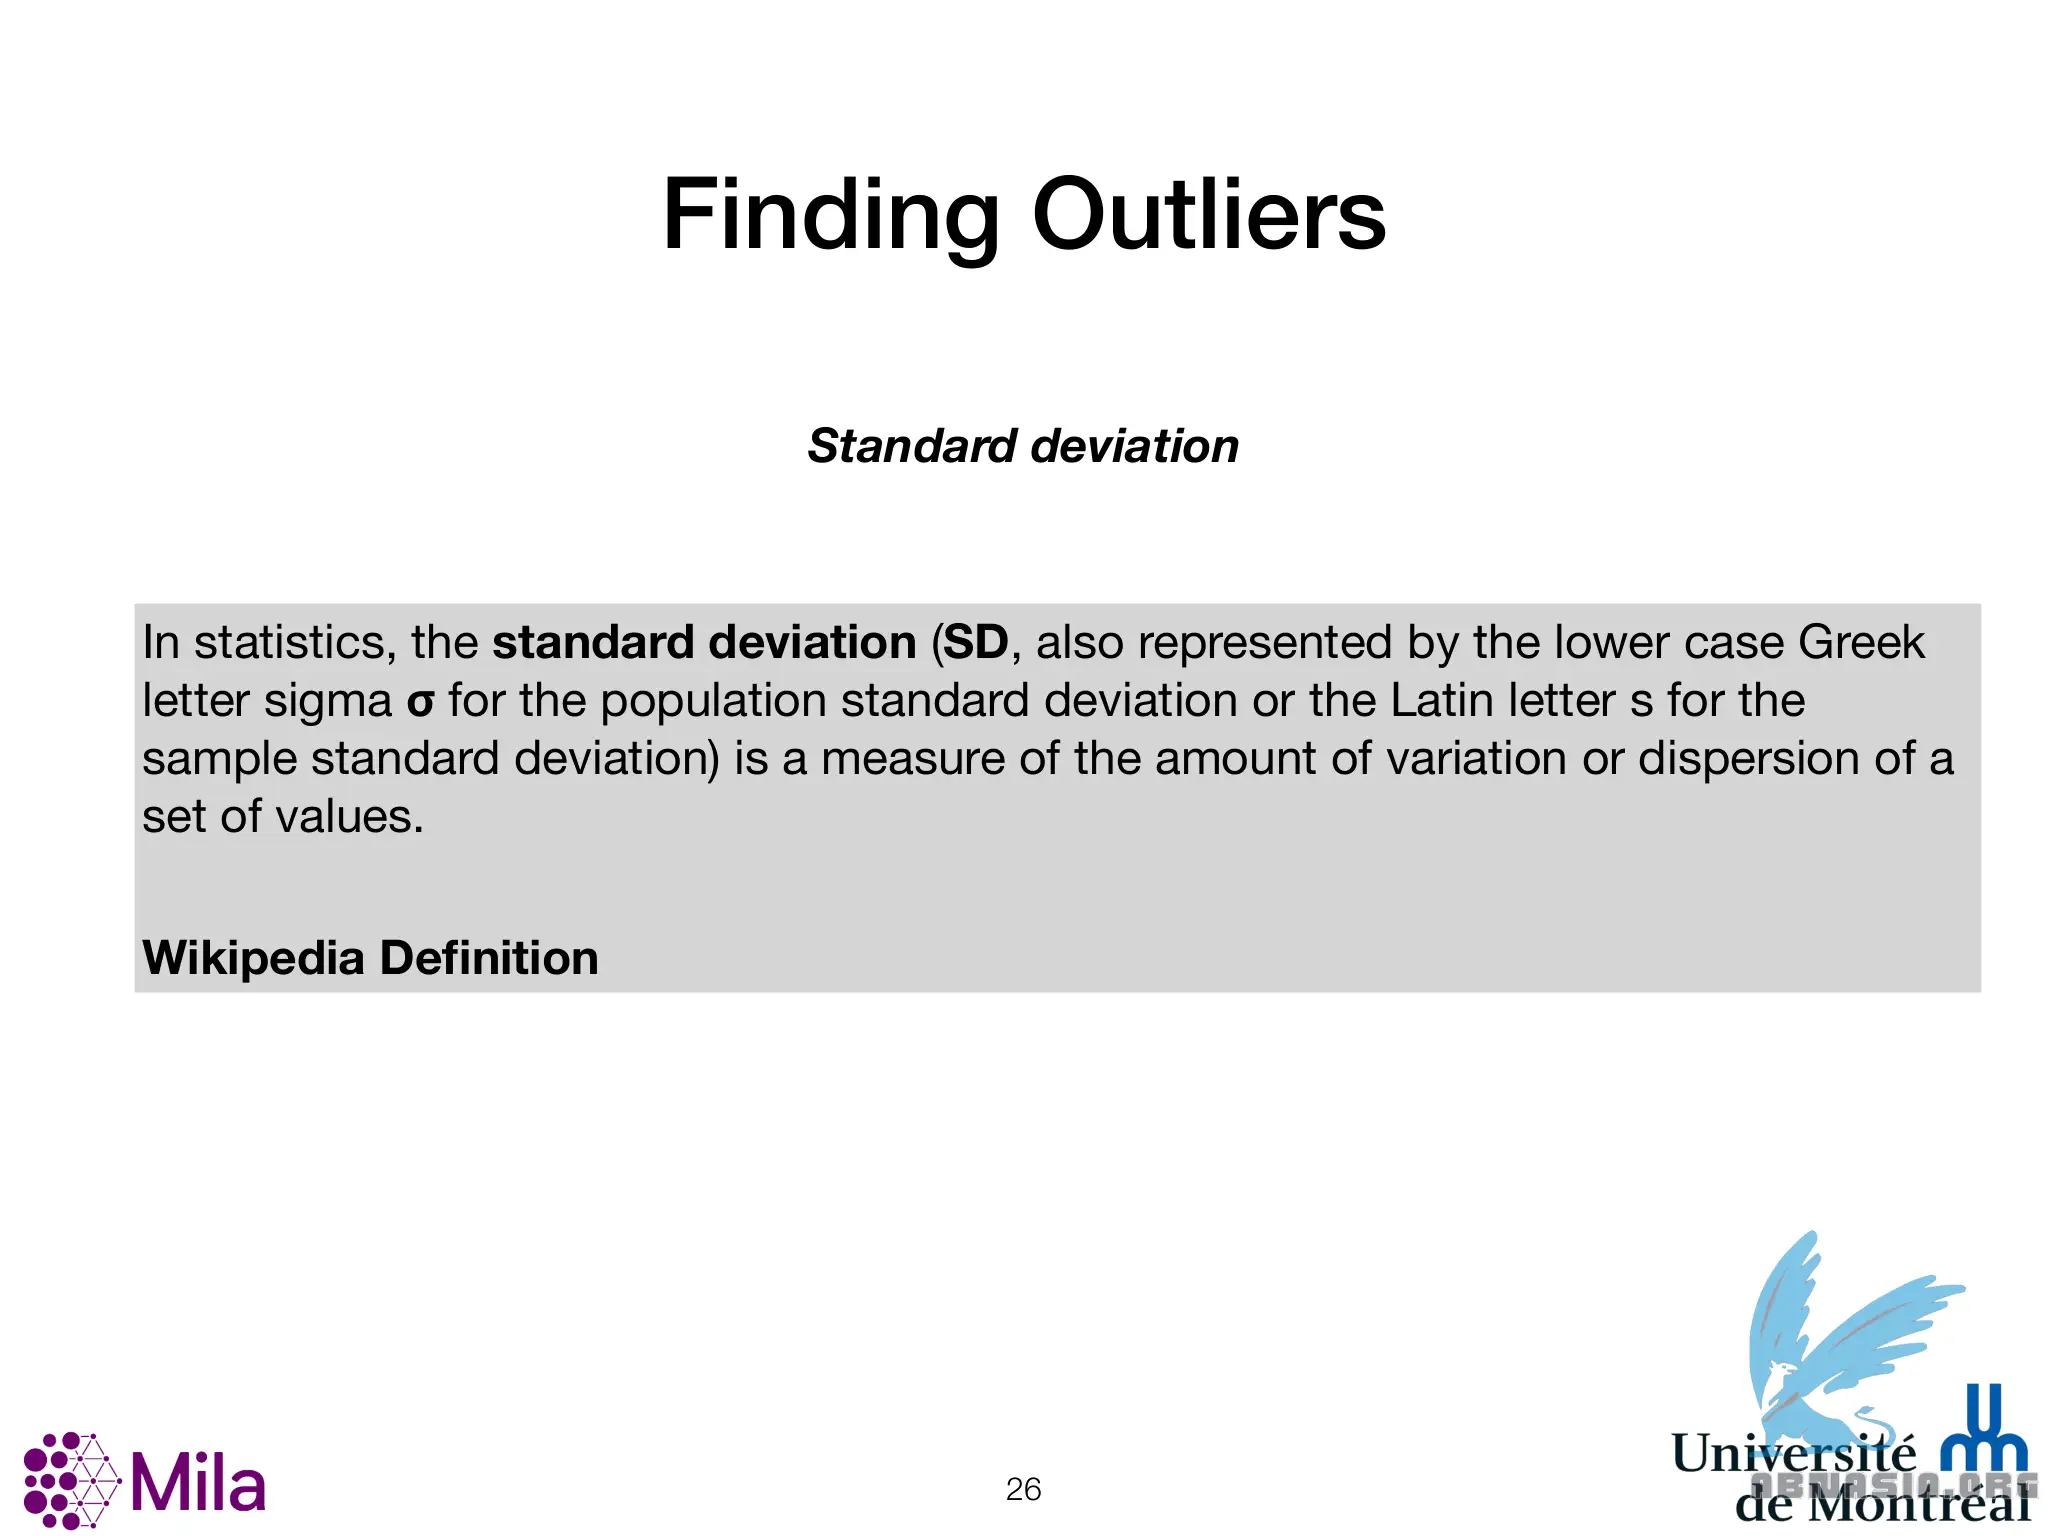 Finding Outliers
Standard deviation
In statistics, the standard deviation (SD, also represented by the lower case Greek
letter sigma σ for the population standard deviation or the Latin letter s for the
sample standard deviation) is a measure of the amount of variation or dispersion of a
set of values.
Wikipedia Definition
Mila
26
Université
de Montréal
ABNASIA.ORG